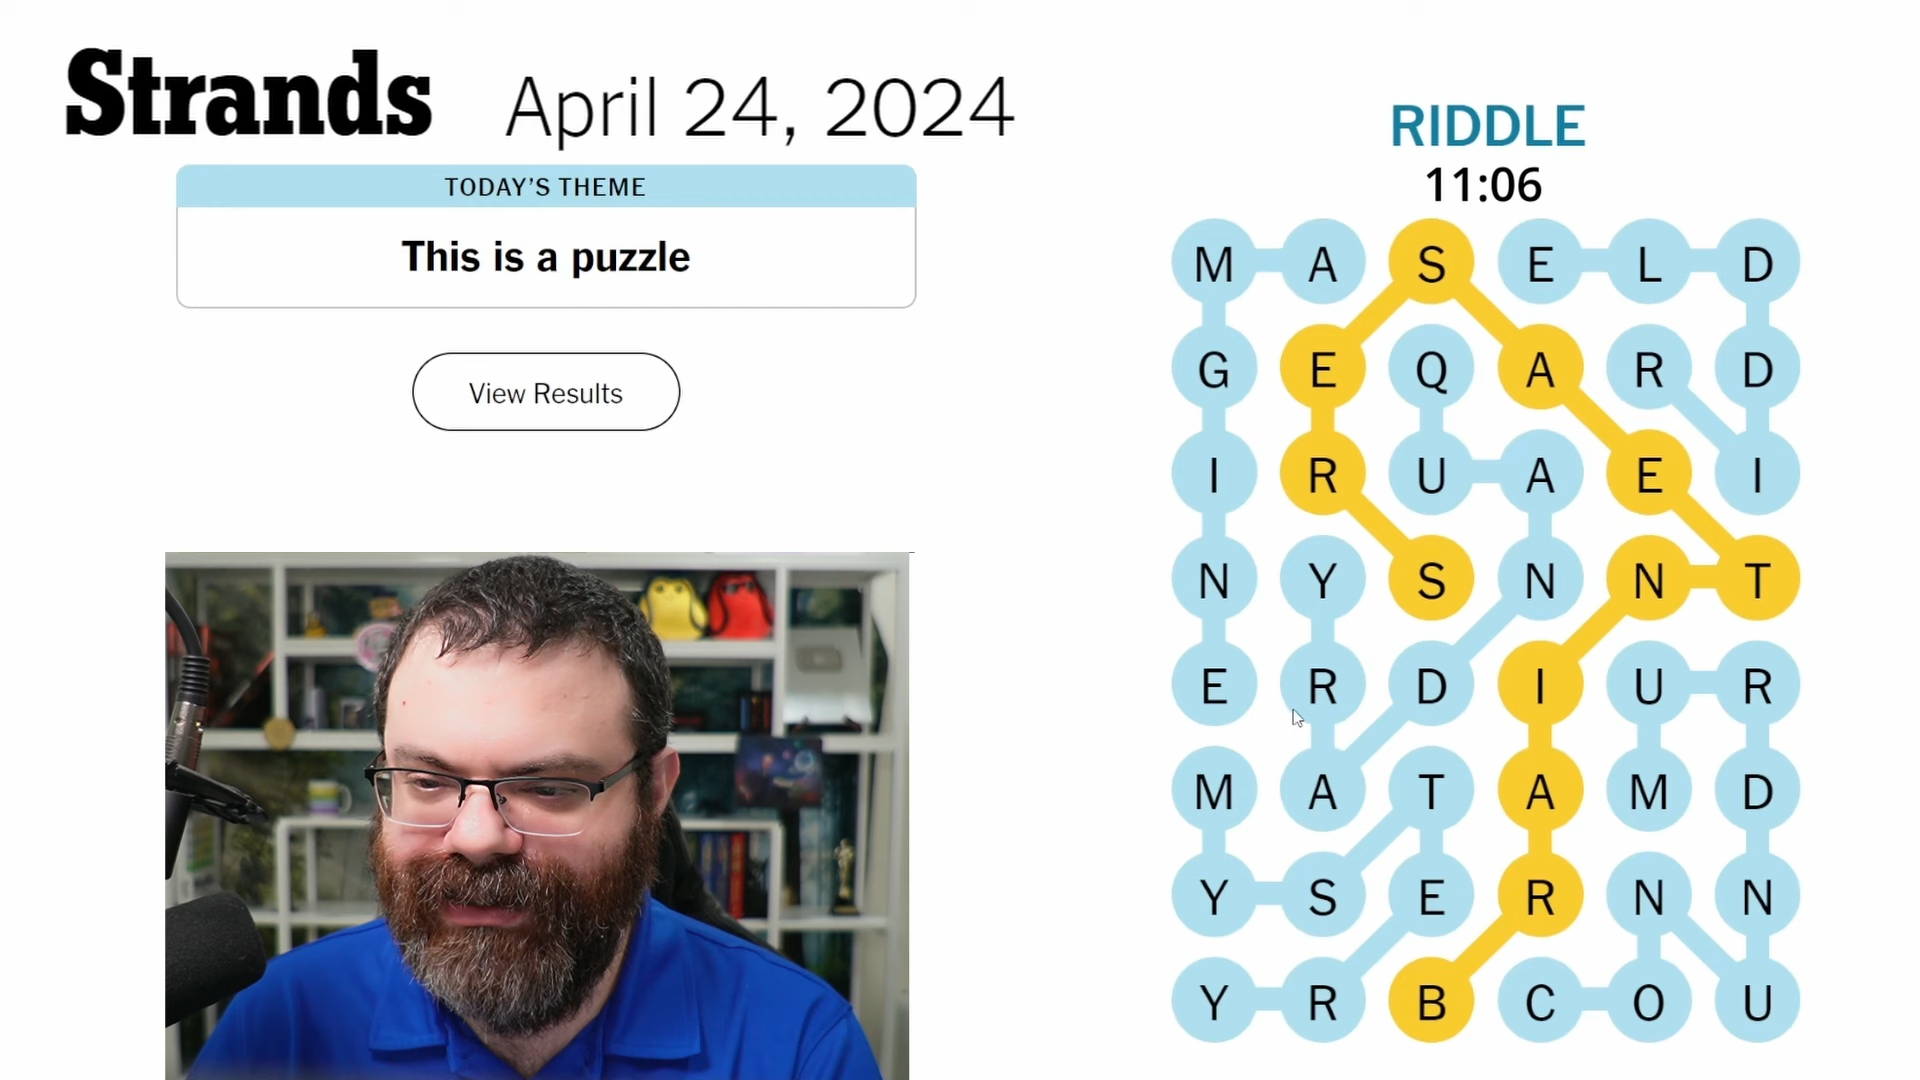 Strands April 24, 2024
TODAY'S THEME
This is a puzzle
View Results
RIDDLE
11:06
M A S E L D
G E Q A R D
I R U A E I
N Y S N N T
E R D I U R
M A T A M D
Y S E R N N
Y R B C O U